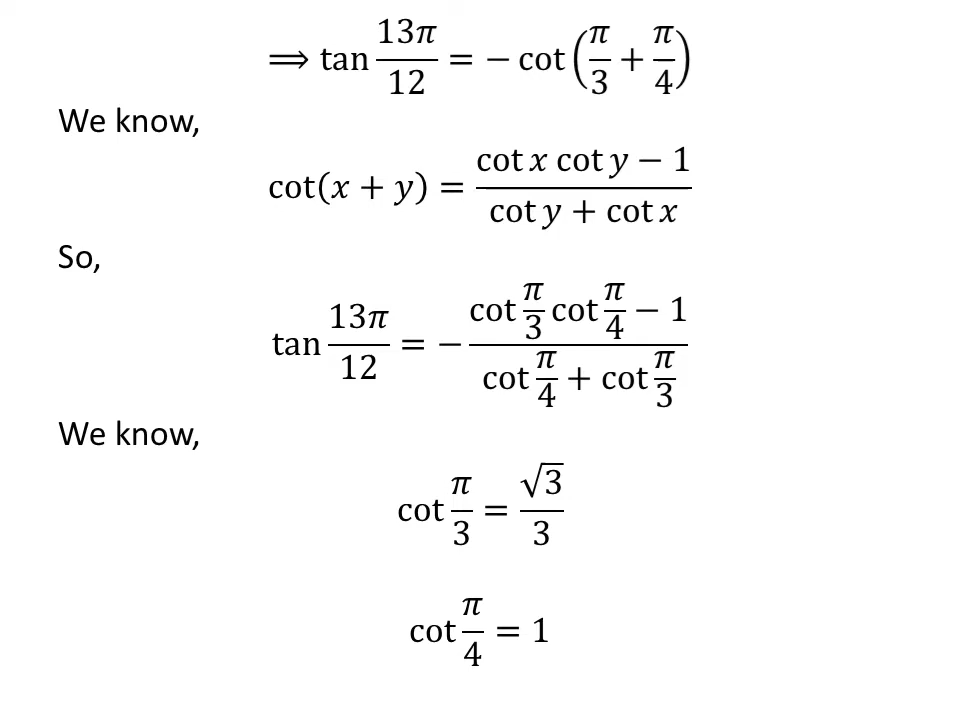 ⟹ tan 13π/12 = − cot (π/3 + π/4)
We know,
cot(x + y) = (cot x cot y − 1)/(cot y + cot x)
So,
tan 13π/12 = − (cot π/3 cot π/4 − 1)/(cot π/4 + cot π/3)
We know,
cot π/3 = √3/3
cot π/4 = 1